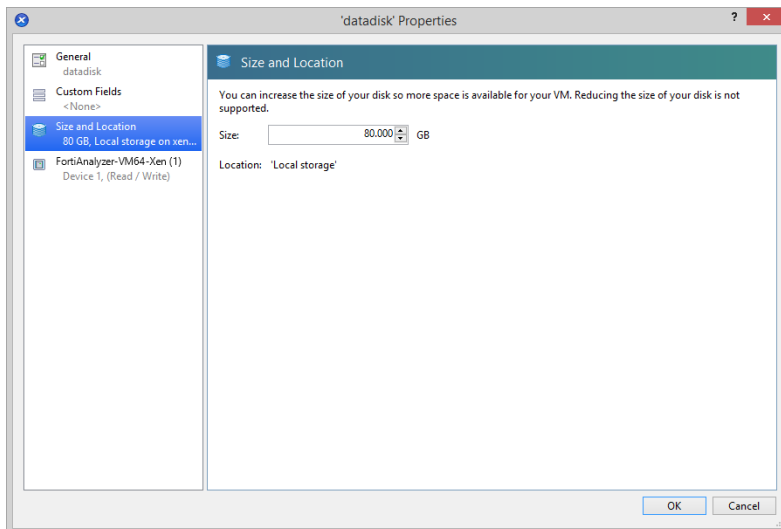 'datadisk' Properties
?
×
General
datadisk
Custom Fields
<None>
Size and Location
80 GB, Local storage on xen...
FortiAnalyzer-VM64-Xen (1)
Device 1, (Read / Write)
Size and Location
You can increase the size of your disk so more space is available for your VM. Reducing the size of your disk is not
supported.
Size: 80.000 GB
Location: 'Local storage'
OK Cancel